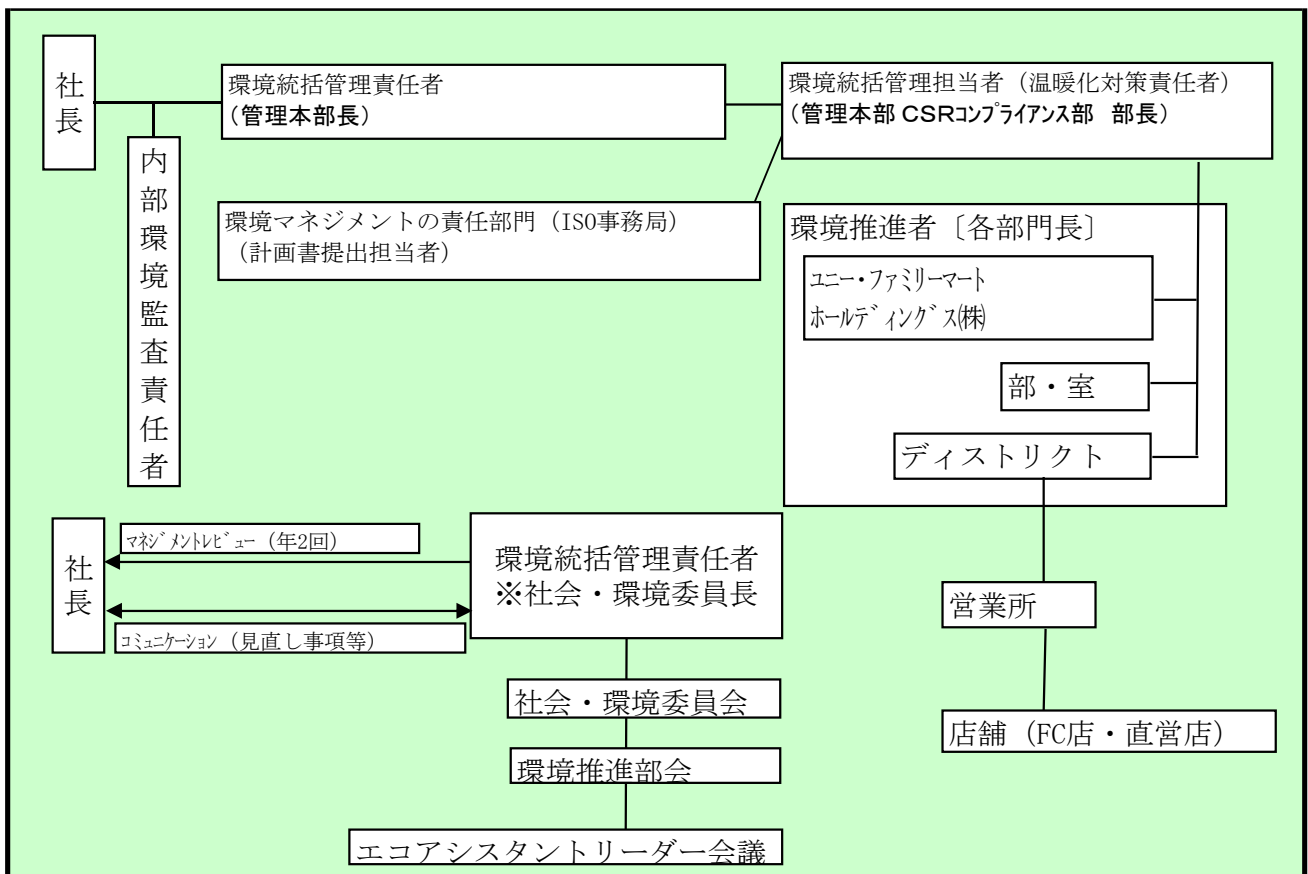 社長
環境統括管理責任者
（管理本部長）
環境統括管理担当者（温暖化対策責任者）
（管理本部 CSRｺﾝﾌﾟﾗｲｱﾝｽ部　部長）
内部環境監査責任者
環境マネジメントの責任部門（ISO事務局）
（計画書提出担当者）
環境推進者〔各部門長〕
ﾕﾆｰ・ﾌｧﾐﾘｰﾏｰﾄ
ﾎｰﾙﾃﾞｨﾝｸﾞｽ㈱
部・室
ディストリクト
営業所
店舗（FC店・直営店）
社長
ﾏﾈｼﾞﾒﾝﾄﾚﾋﾞｭｰ（年2回）
ｺﾐｭﾆｹｰｼｮﾝ（見直し事項等）
環境統括管理責任者
※社会・環境委員長
社会・環境委員会
環境推進部会
エコアシスタントリーダー会議